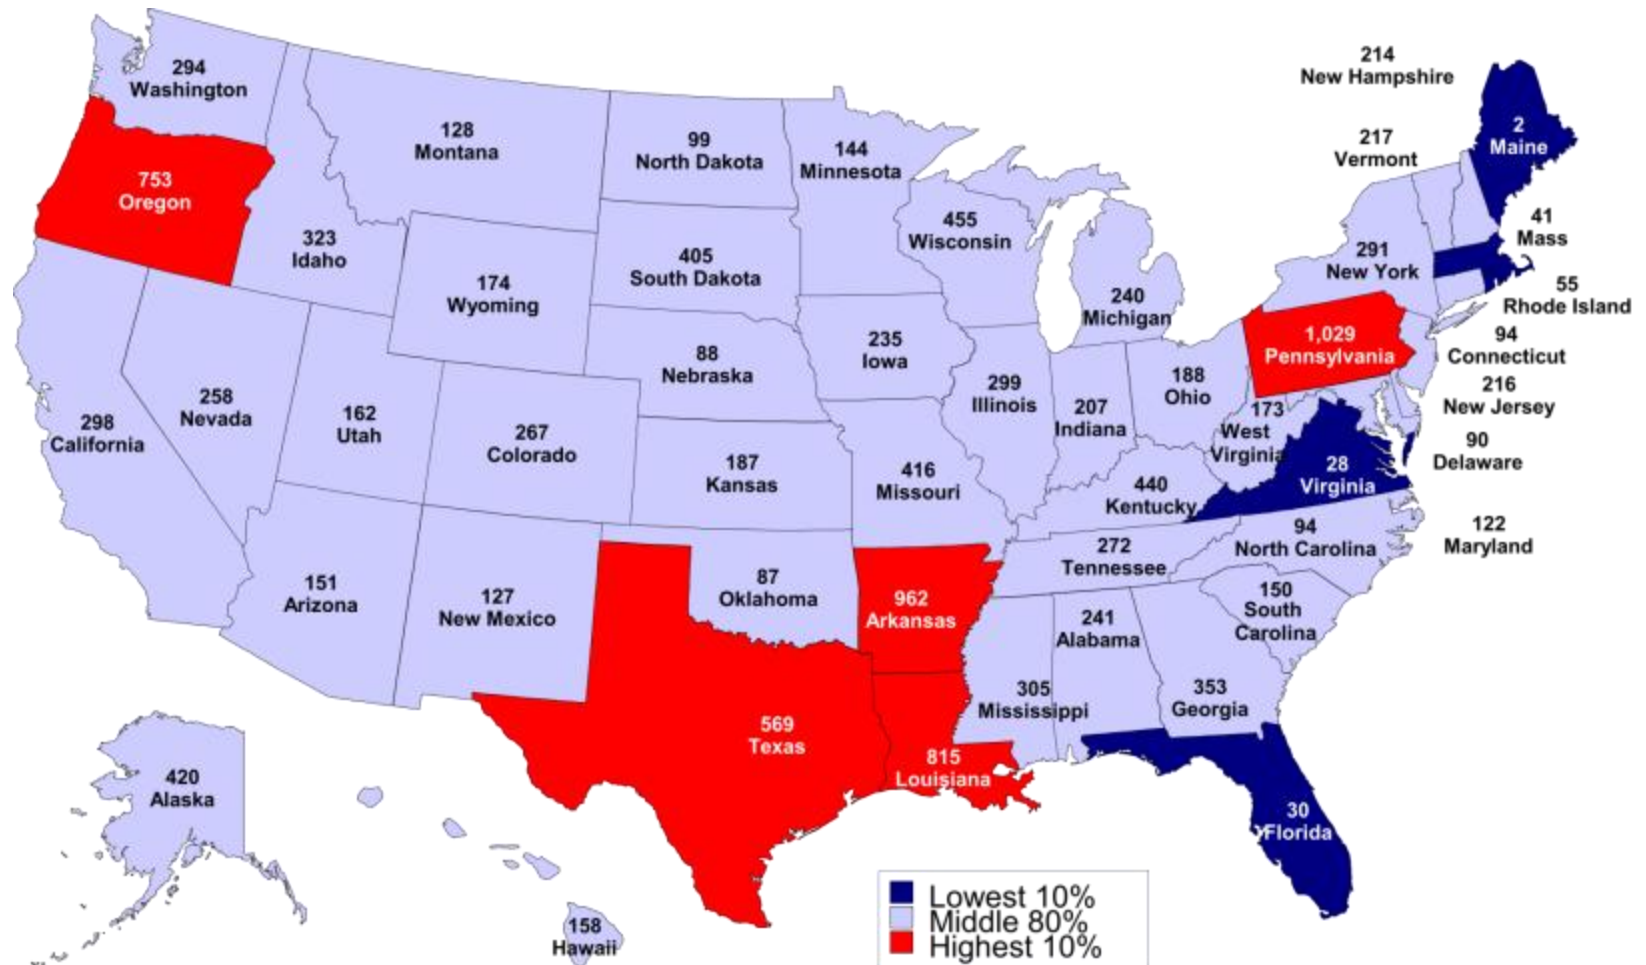 294
Washington
753
Oregon
128
Montana
99
North Dakota
144
Minnesota
214
New Hampshire
217
Vermont
2
Maine
41
Mass
55
Rhode Island
94
Connecticut
216
New Jersey
90
Delaware
122
Maryland
323
Idaho
174
Wyoming
405
South Dakota
455
Wisconsin
240
Michigan
291
New York
1,029
Pennsylvania
298
California
258
Nevada
162
Utah
267
Colorado
88
Nebraska
235
Iowa
299
Illinois
207
Indiana
188
Ohio
173
West
Virginia
28
Virginia
187
Kansas
416
Missouri
440
Kentucky
151
Arizona
127
New Mexico
87
Oklahoma
962
Arkansas
272
Tennessee
94
North Carolina
150
South
Carolina
569
Texas
815
Louisiana
305
Mississippi
241
Alabama
353
Georgia
30
Florida
420
Alaska
158
Hawaii
Lowest 10%
Middle 80%
Highest 10%